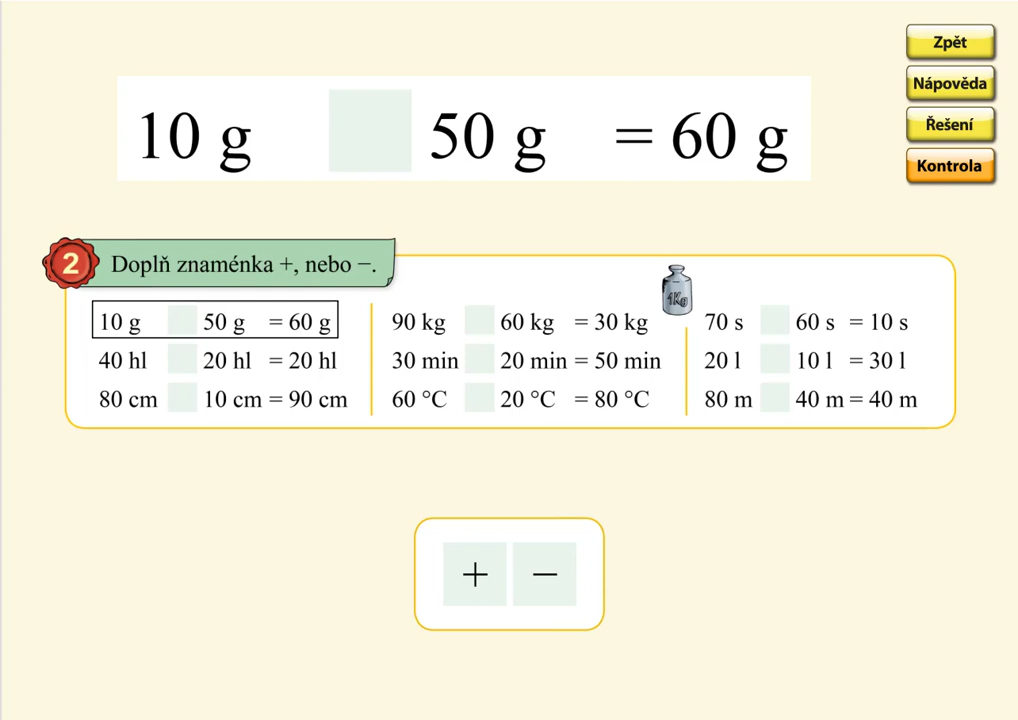 Zpět
Nápověda
Řešení
Kontrola
10 g 50 g = 60 g
2 Doplň znaménka +, nebo −.
1Kg
10 g 50 g = 60 g
40 hl 20 hl = 20 hl
80 cm 10 cm = 90 cm
90 kg 60 kg = 30 kg
30 min 20 min = 50 min
60 °C 20 °C = 80 °C
70 s 60 s = 10 s
20 l 10 l = 30 l
80 m 40 m = 40 m
+ −